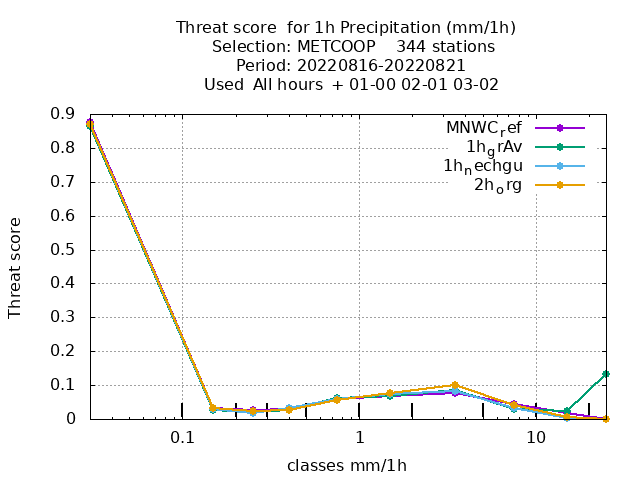 Threat score  for 1h Precipitation (mm/1h)
Selection: METCOOP    344 stations
Period: 20220816-20220821
Used  All hours  + 01-00 02-01 03-02
MNWC_ref
1h_grAv
1h_nechgu
2h_org
0.9
0.8
0.7
0.6
0.5
0.4
0.3
0.2
0.1
0
Threat score
0.1
1
10
classes mm/1h